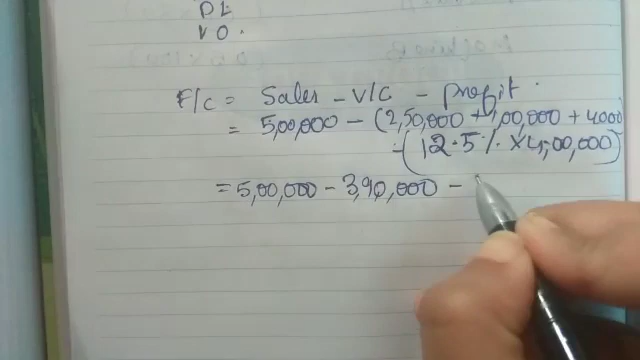 DL
VO.
F/C = Sales - V/C - Profit.
= 5,00,000 - (2,50,000 + 1,00,000 + 4000
- (12.5% X 4,00,000)
= 5,00,000 - 3,90,000 -